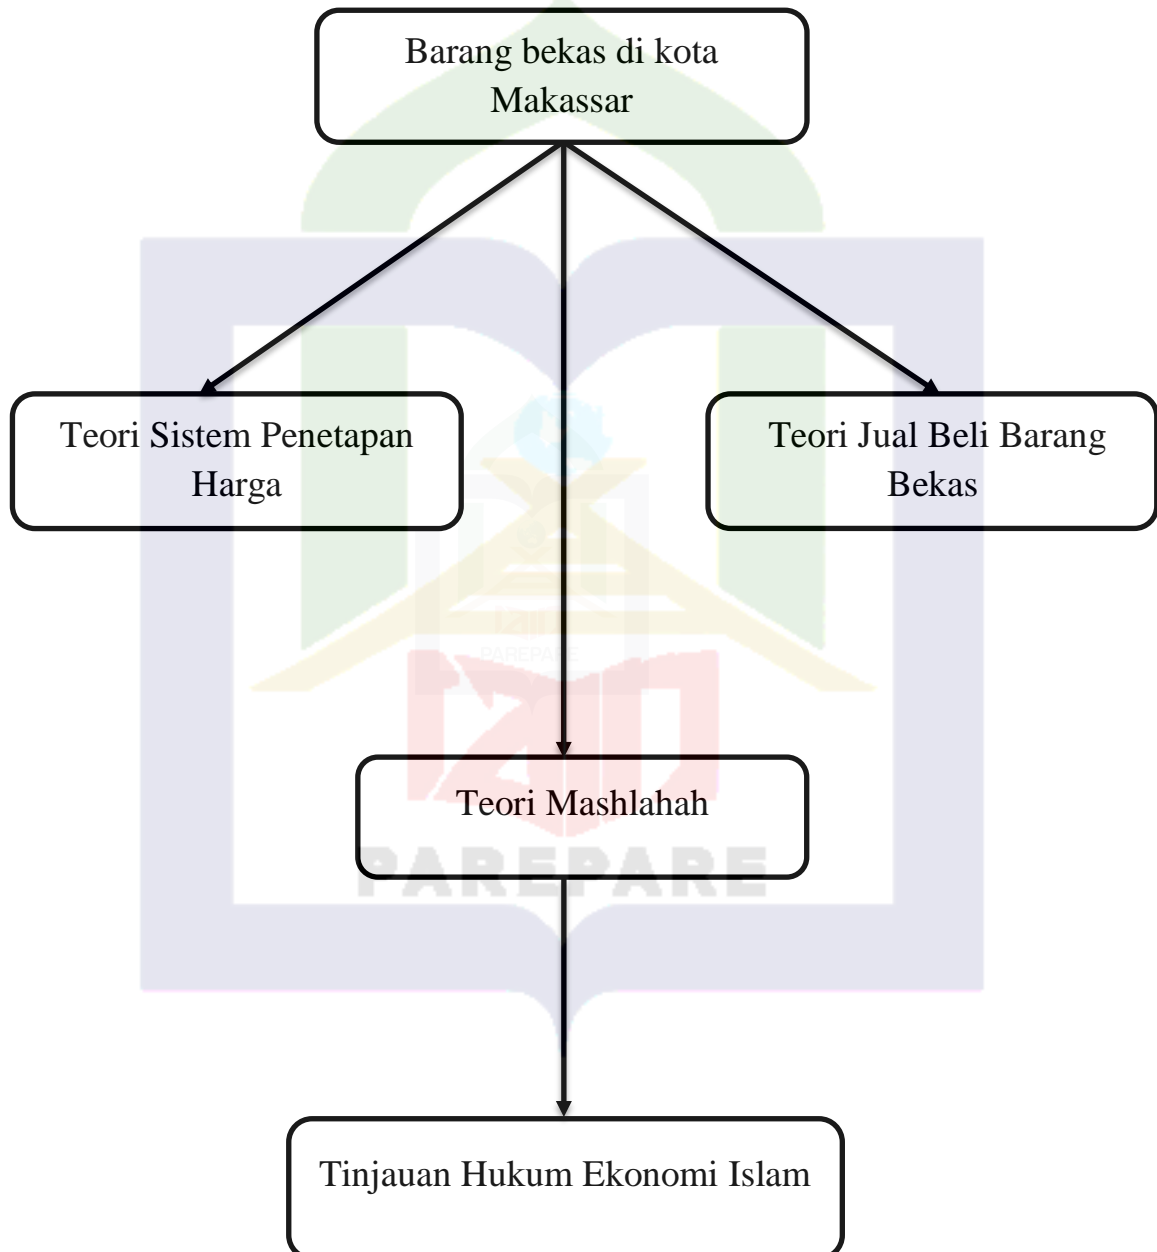 Barang bekas di kota
Makassar
Teori Sistem Penetapan
Harga
Teori Jual Beli Barang
Bekas
PAREPARE
Teori Mashlahah
PAREPARE
Tinjauan Hukum Ekonomi Islam